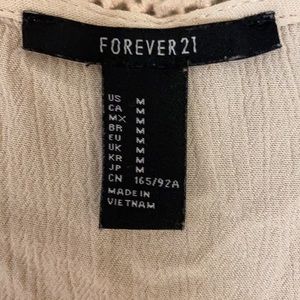 FOREVER 21
US M
CA M
MX M
BR M
EU M
UK M
KR M
JP M
CN 165/92A
MADE IN
VIETNAM